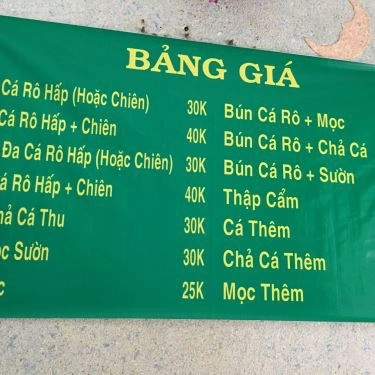 BẢNG GIÁ
Cá Rô Hấp (Hoặc Chiên) 30K
Cá Rô Hấp + Chiên 40K
Đa Cá Rô Hấp (Hoặc Chiên) 30K
Rô Hấp + Chiên 40K
Cá Thu 30K
Sườn 30K
25K
Bún Cá Rô + Mọc
Bún Cá Rô + Chả Cá
Bún Cá Rô + Sườn
Thập Cẩm
Cá Thêm
Chả Cá Thêm
Mọc Thêm